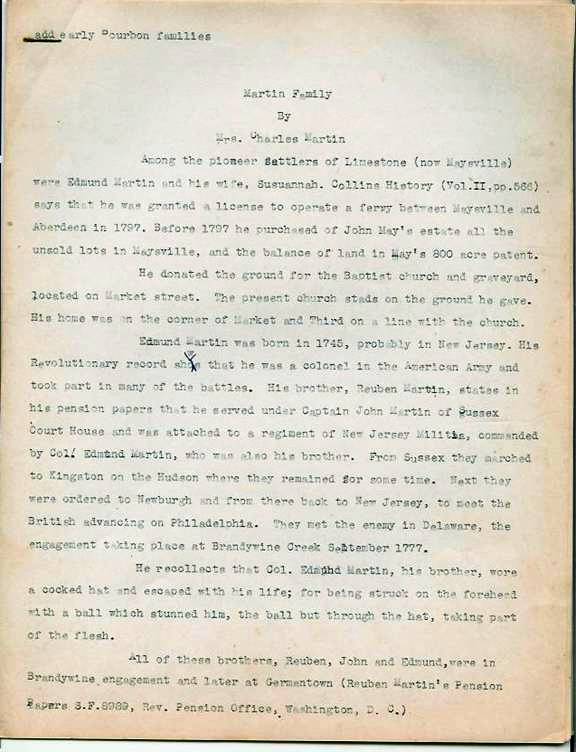 add early Bourbon families
Martin Family
By
Mrs. Charles Martin
Among the pioneer Settlers of Limestone (now Maysville)
were Edmund Martin and his wife, Susuannah. Collins History (Vol.II,pp.566)
says that he was granted a license to operate a ferry between Maysville and
Aberdeen in 1797. Before 1797 he purchased of John May's estate all the
unsold lots in Maysville, and the balance of land in May's 800 acre patent.
He donated the ground for the Baptist church and graveyard,
located on Market street. The present church stads on the ground he gave.
His home was on the corner of Market and Third on a line with the church.
Edmund Martin was born in 1745, probably in New Jersey. His
Revolutionary record shows that he was a colonel in the American Army and
took part in many of the battles. His brother, Reuben Martin, states in
his pension papers that he served under Captain John Martin of Sussex
Court House and was attached to a regiment of New Jersey Militia, commanded
by Col. Edmund Martin, who was also his brother. From Sussex they marched
to Kingston on the Hudson where they remained for some time. Next they
were ordered to Newburgh and from there back to New Jersey, to meet the
British advancing on Philadelphia. They met the enemy in Delaware, the
engagement taking place at Brandywine Creek September 1777.
He recollects that Col. Edmund Martin, his brother, wore
a cocked hat and escaped with his life; for being struck on the forehead
with a ball which stunned him, the ball but through the hat, taking part
of the flesh.
All of these brothers, Reuben, John and Edmund,were in
Brandywine engagement and later at Germantown (Reuben Martin's Pension
Papers S.F.8989, Rev. Pension Office, Washington, D. C.)